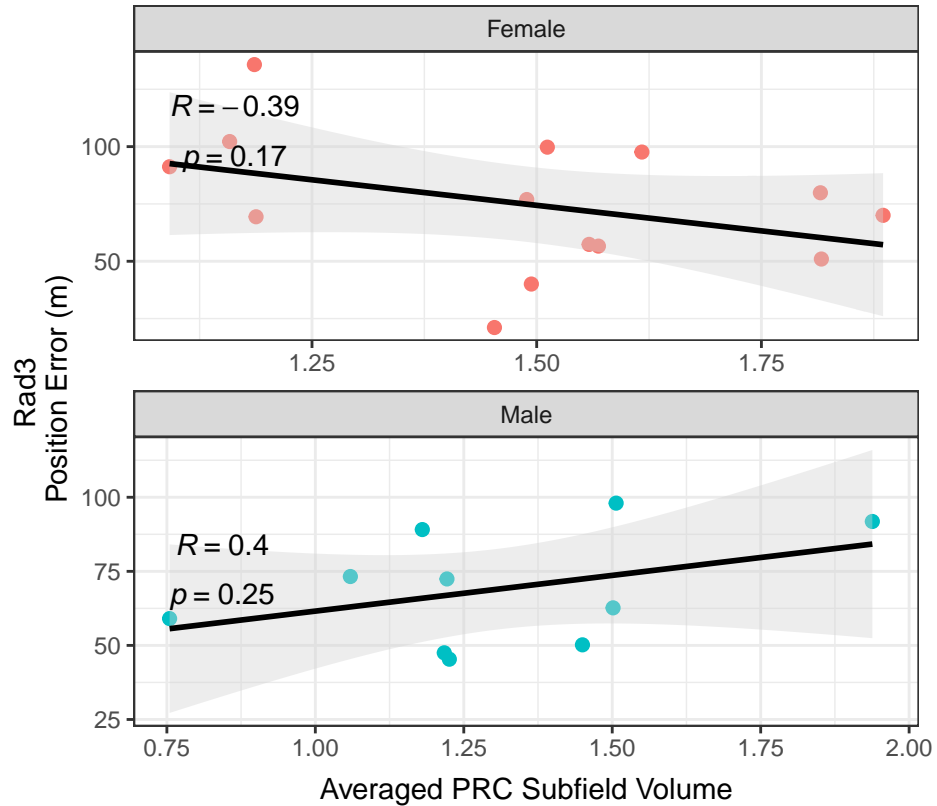 Female
R = −0.39
p = 0.17
100
50
1.25
1.50
1.75
Rad3
Position Error (m)
Male
R = 0.4
p = 0.25
100
75
50
25
0.75
1.00
1.25
1.50
1.75
2.00
Averaged PRC Subfield Volume